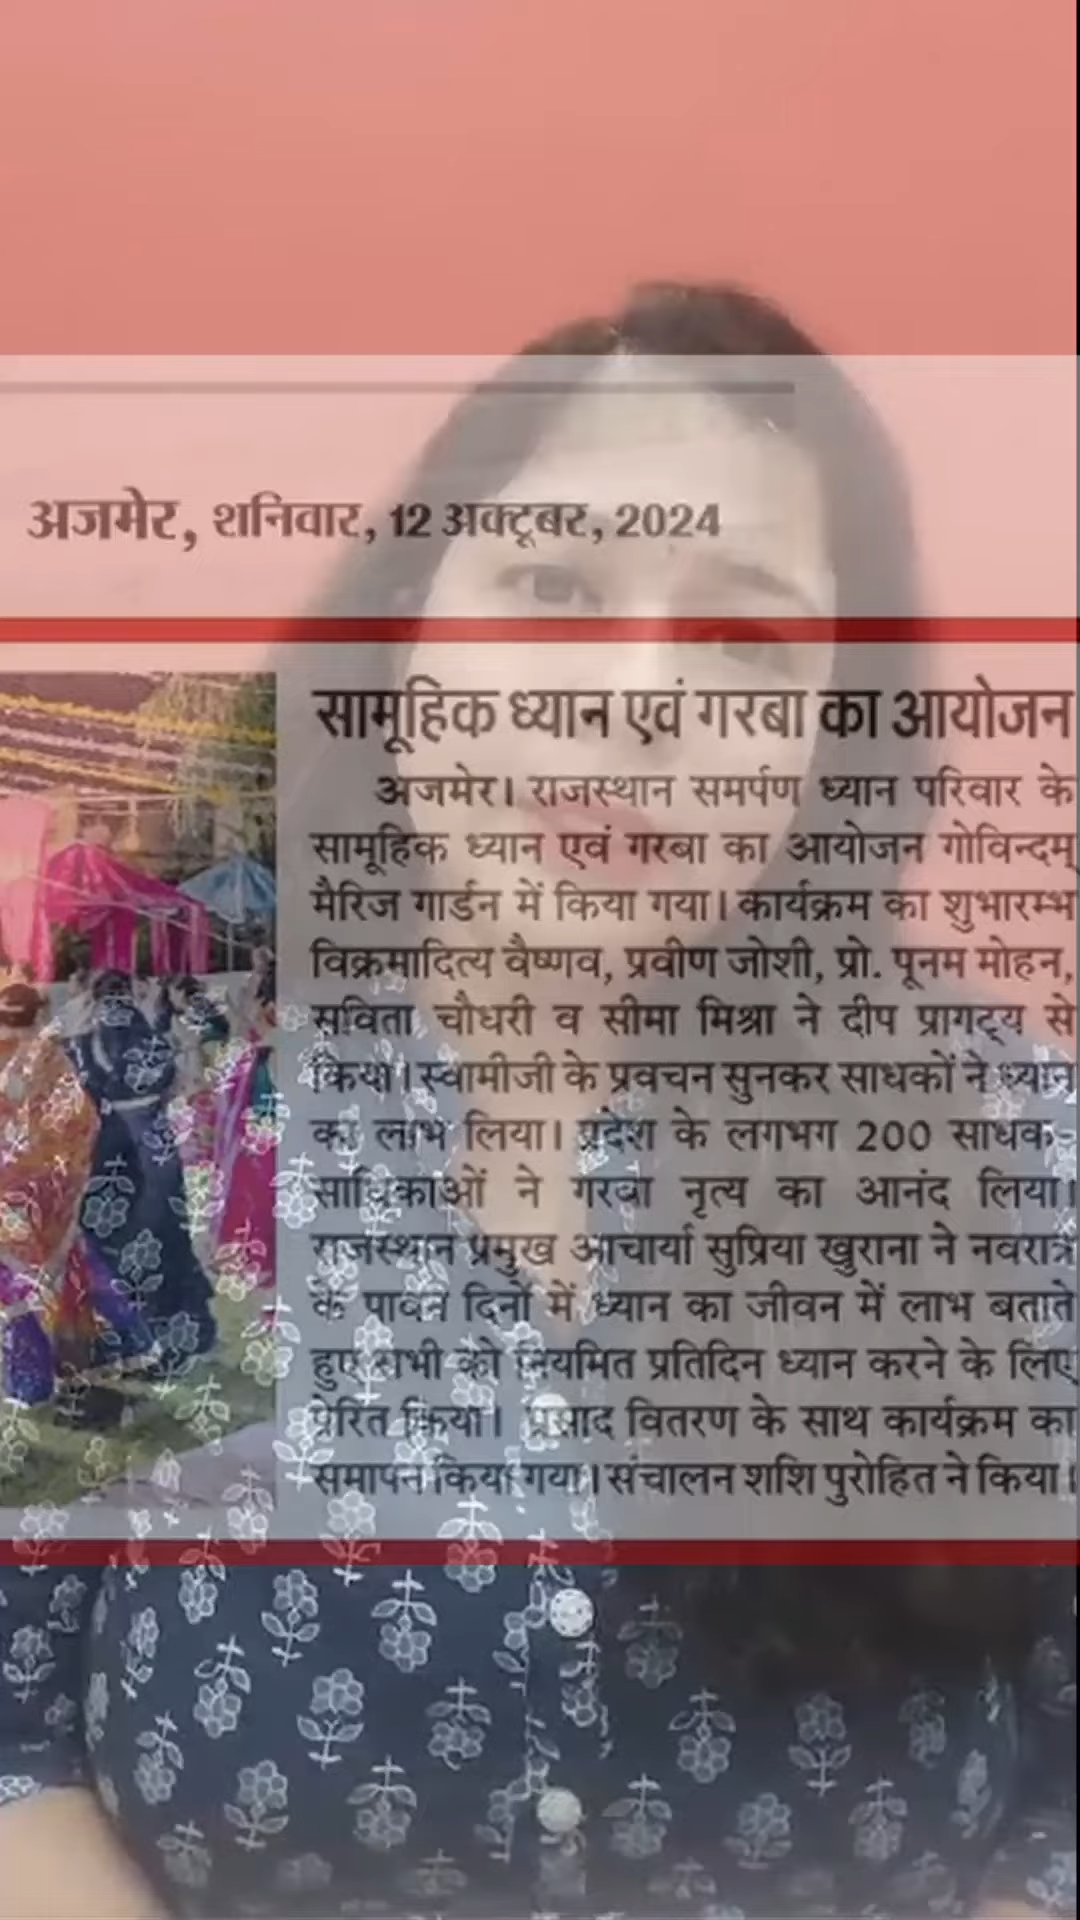 अजमेर, शनिवार, 12 अक्टूबर, 2024
सामूहिक ध्यान एवं गरबा का आयोजन
अजमेर। राजस्थान समर्पण ध्यान परिवार के
सामूहिक ध्यान एवं गरबा का आयोजन गोविन्दम्
मैरिज गार्डन में किया गया। कार्यक्रम का शुभारम्भ
विक्रमादित्य वैष्णव, प्रवीण जोशी, प्रो. पूनम मोहन,
सविता चौधरी व सीमा मिश्रा ने दीप प्रागट्य से
किया। स्वामीजी के प्रवचन सुनकर साधकों ने ध्यान
का लाभ लिया। प्रदेश के लगभग 200 साधक-
साधिकाओं ने गरबा नृत्य का आनंद लिया।
राजस्थान प्रमुख आचार्या सुप्रिया खुराना ने नवरात्र
के पावन दिनों में ध्यान का जीवन में लाभ बताते
हुए सभी को नियमित प्रतिदिन ध्यान करने के लिए
प्रेरित किया। प्रसाद वितरण के साथ कार्यक्रम का
समापन किया गया। संचालन शशि पुरोहित ने किया।